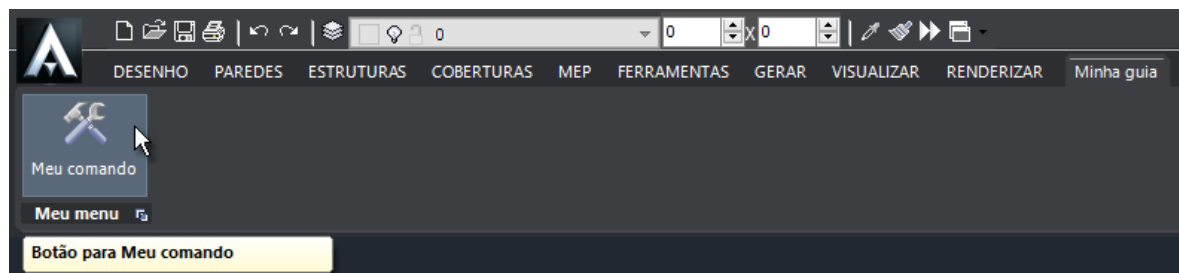 0 0 X 0
DESENHO PAREDES ESTRUTURAS COBERTURAS MEP FERRAMENTAS GERAR VISUALIZAR RENDERIZAR Minha guia
Meu comando
Meu menu
Botão para Meu comando